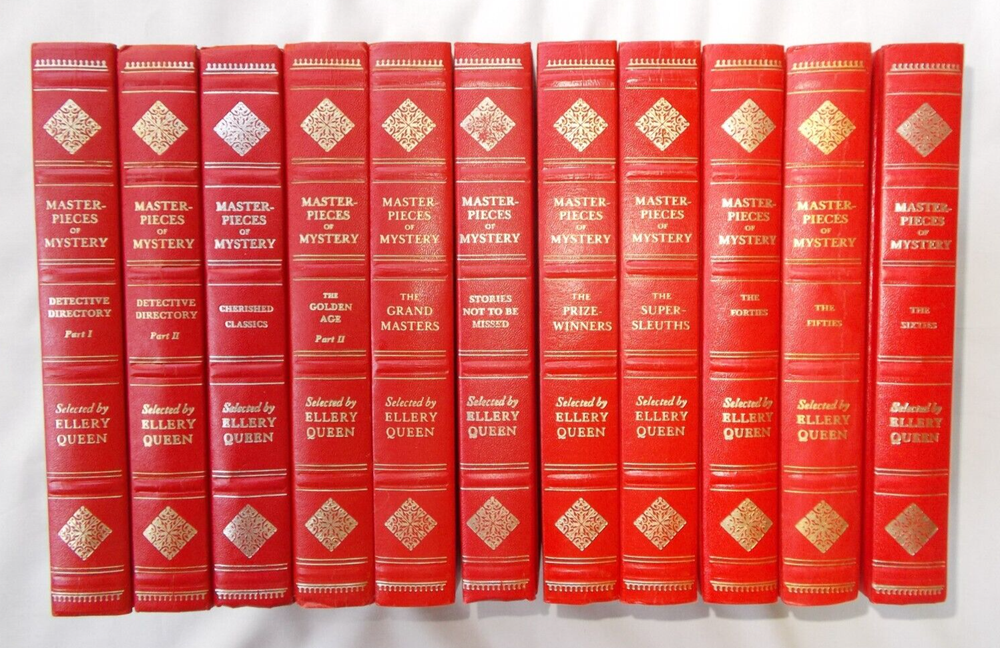 MASTER-
PIECES
OF
MYSTERY
DETECTIVE
DIRECTORY
Part I
Selected by
ELLERY
QUEEN
MASTER-
PIECES
OF
MYSTERY
DETECTIVE
DIRECTORY
Part II
Selected by
ELLERY
QUEEN
MASTER-
PIECES
OF
MYSTERY
CHERISHED
CLASSICS
Selected by
ELLERY
QUEEN
MASTER-
PIECES
OF
MYSTERY
THE
GOLDEN
AGE
Part II
Selected by
ELLERY
QUEEN
MASTER-
PIECES
OF
MYSTERY
THE
GRAND
MASTERS
Selected by
ELLERY
QUEEN
MASTER-
PIECES
OF
MYSTERY
STORIES
NOT TO BE
MISSED
Selected by
ELLERY
QUEEN
MASTER-
PIECES
OF
MYSTERY
THE
PRIZE-
WINNERS
Selected by
ELLERY
QUEEN
MASTER-
PIECES
OF
MYSTERY
THE
SUPER-
SLEUTHS
Selected by
ELLERY
QUEEN
MASTER-
PIECES
OF
MYSTERY
THE
FORTIES
Selected by
ELLERY
QUEEN
MASTER-
PIECES
OF
MYSTERY
THE
FIFTIES
Selected by
ELLERY
QUEEN
MASTER-
PIECES
OF
MYSTERY
THE
SIXTIES
Selected by
ELLERY
QUEEN